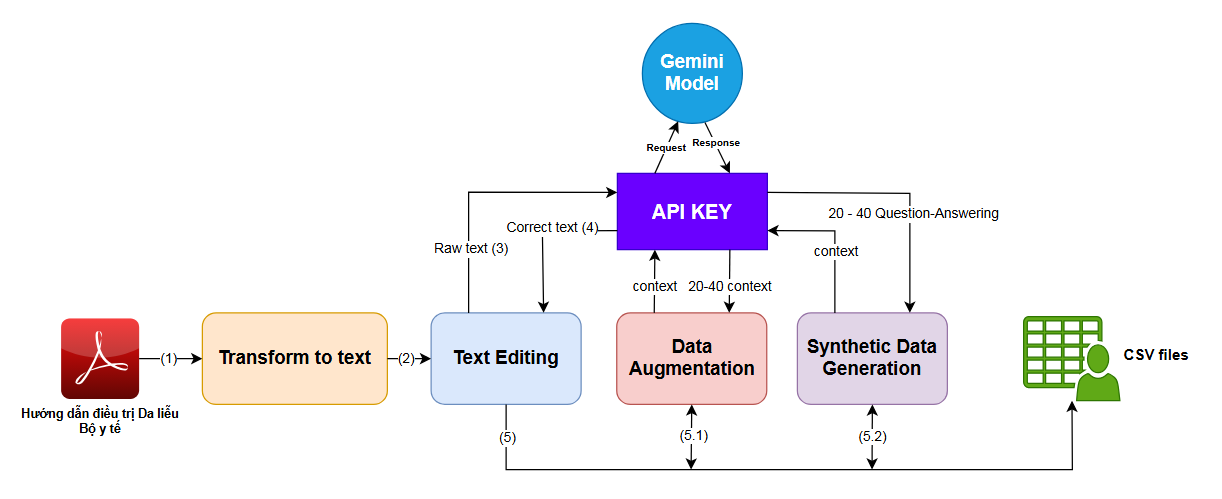 Gemini
Model
Request
Response
API KEY
20 - 40 Question-Answering
Correct text (4)
Raw text (3)
context
context
20-40 context
(1)
Transform to text
(2)
Text Editing
Data
Augmentation
Synthetic Data
Generation
CSV files
Hướng dẫn điều trị Da liễu
Bộ y tế
(5)
(5.1)
(5.2)